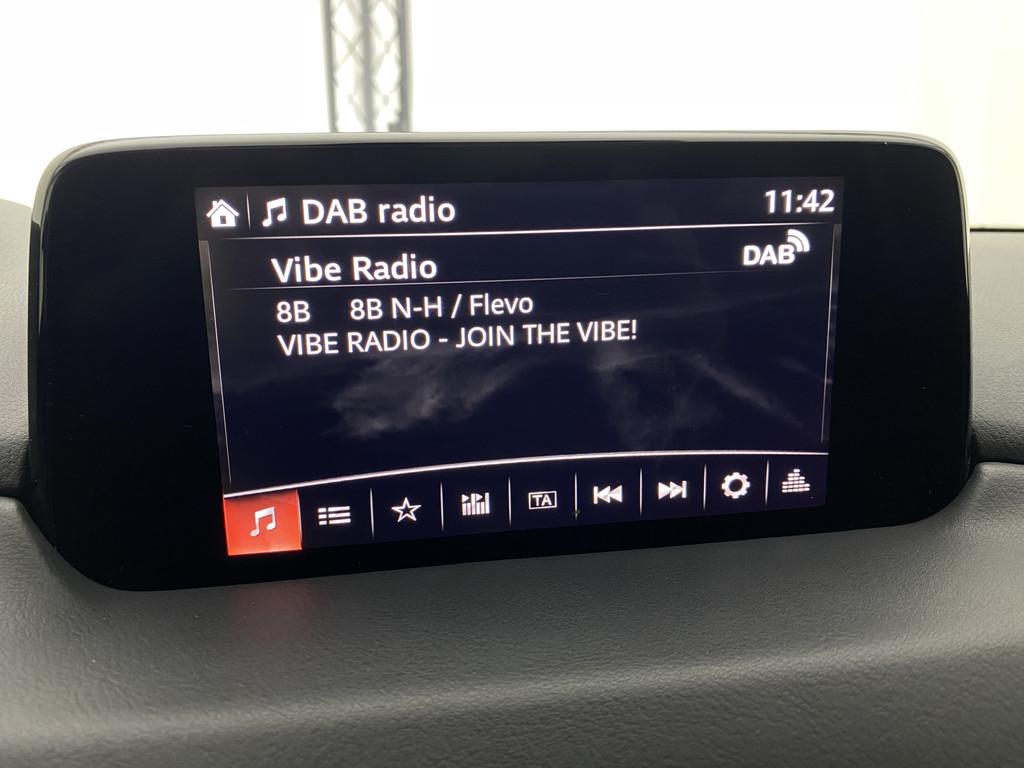 DAB radio 11:42
Vibe Radio DAB
8B 8B N-H / Flevo
VIBE RADIO - JOIN THE VIBE!
TA